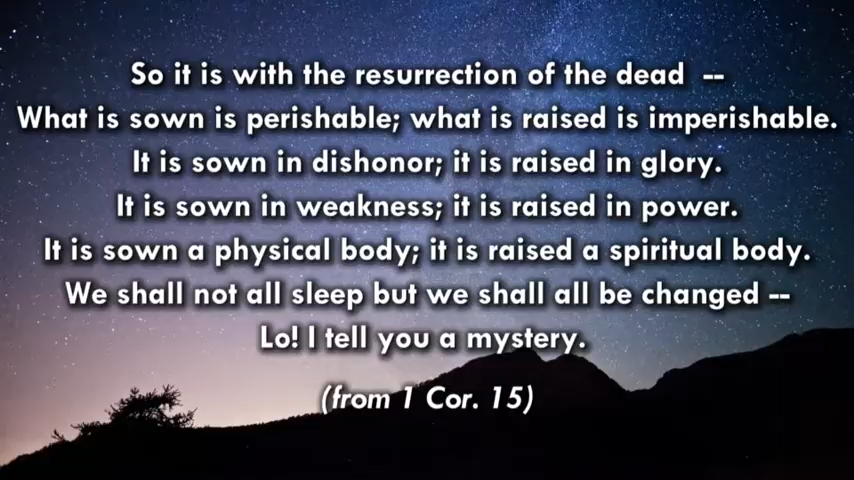 So it is with the resurrection of the dead --
What is sown is perishable; what is raised is imperishable.
It is sown in dishonor; it is raised in glory.
It is sown in weakness; it is raised in power.
It is sown a physical body; it is raised a spiritual body.
We shall not all sleep but we shall all be changed --
Lo! I tell you a mystery.
(from 1 Cor. 15)